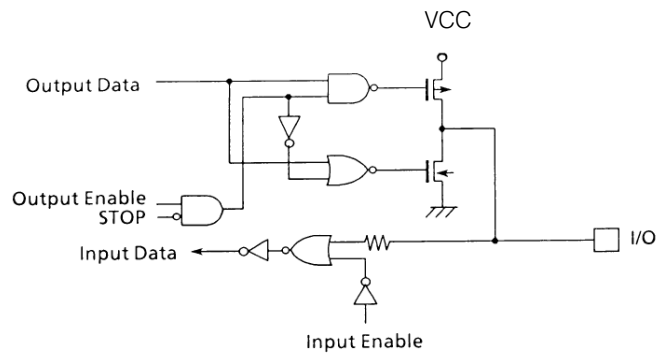 VCC
Output Data
Output Enable
STOP
Input Data
I/O
Input Enable